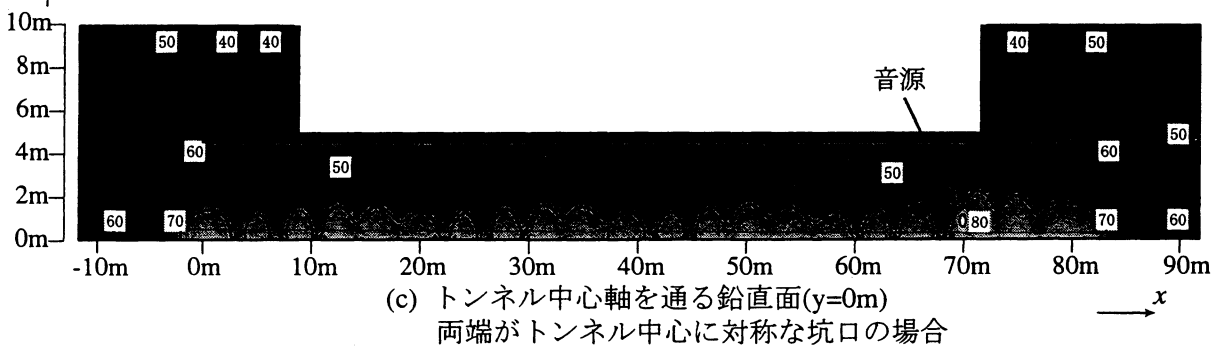 10m
50 40 40 40 50
8m
音源
6m
50
4m 60 50 50 60
2m
60 70 80 70 60
0m
-10m 0m 10m 20m 30m 40m 50m 60m 70m 80m 90m
(c) トンネル中心軸を通る鉛直面(y=0m) x
両端がトンネル中心に対称な坑口の場合